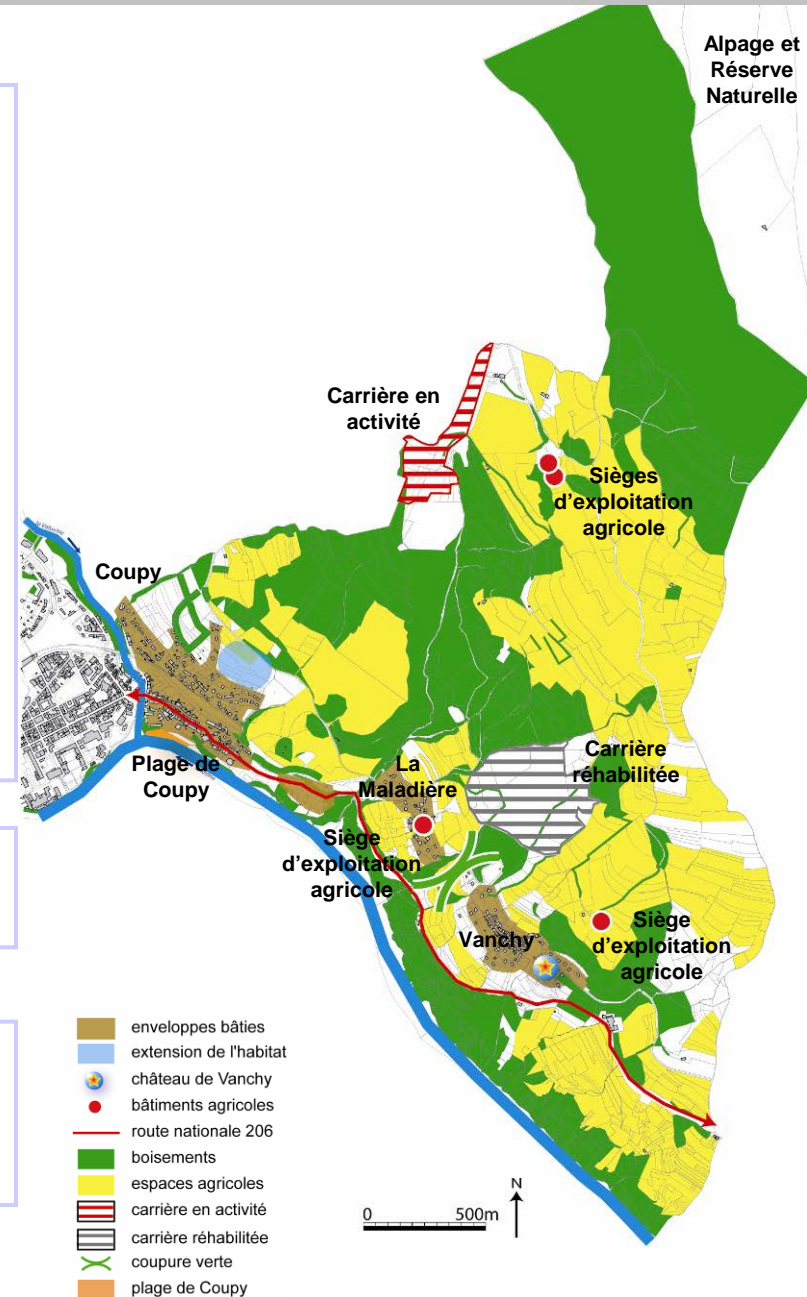 Alpage et
Réserve
Naturelle
Carrière en
activité
Sièges
d'exploitation
agricole
la Valserine
Coupy
Plage de
Coupy
La
Maladière
Carrière
réhabilitée
Siège
d'exploitation
agricole
Vanchy
Siège
d'exploitation
agricole
enveloppes bâties
extension de l'habitat
château de Vanchy
bâtiments agricoles
route nationale 206
boisements
espaces agricoles
carrière en activité
carrière réhabilitée
coupure verte
plage de Coupy
0 500m
N